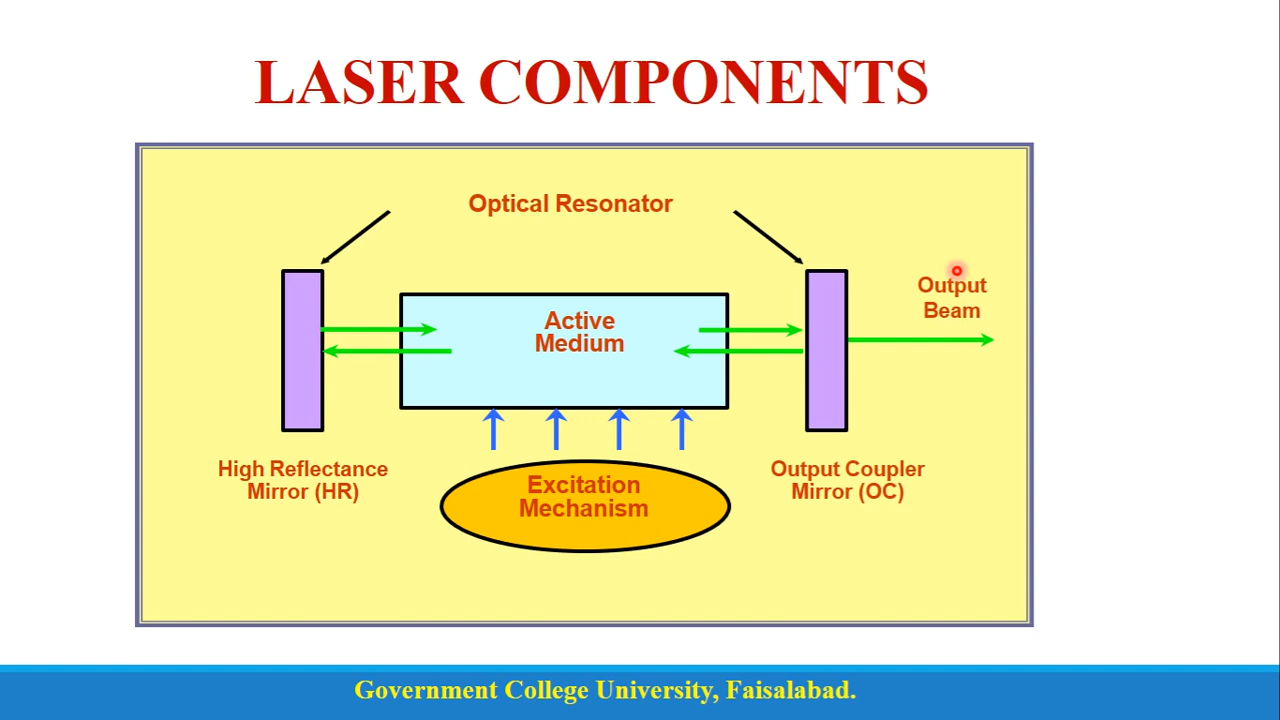 LASER COMPONENTS
Optical Resonator
Output
Beam
Active
Medium
High Reflectance
Mirror (HR)
Excitation
Mechanism
Output Coupler
Mirror (OC)
Government College University, Faisalabad.